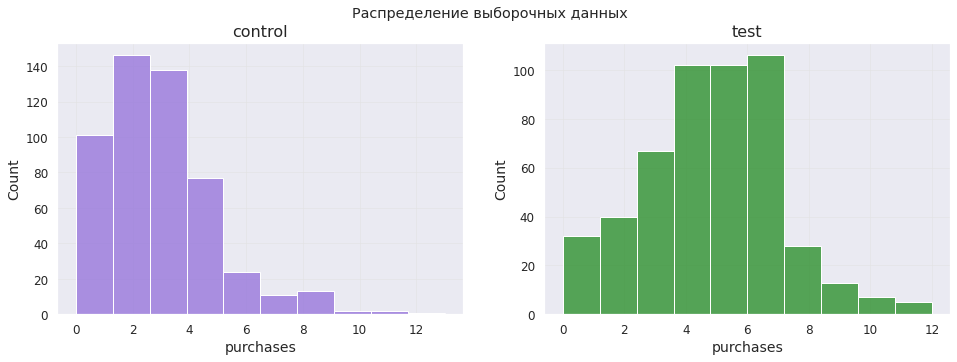 Распределение выборочных данных
control
test
Count
140
120
100
80
60
40
20
0
0 2 4 6 8 10 12
purchases
Count
100
80
60
40
20
0
0 2 4 6 8 10 12
purchases